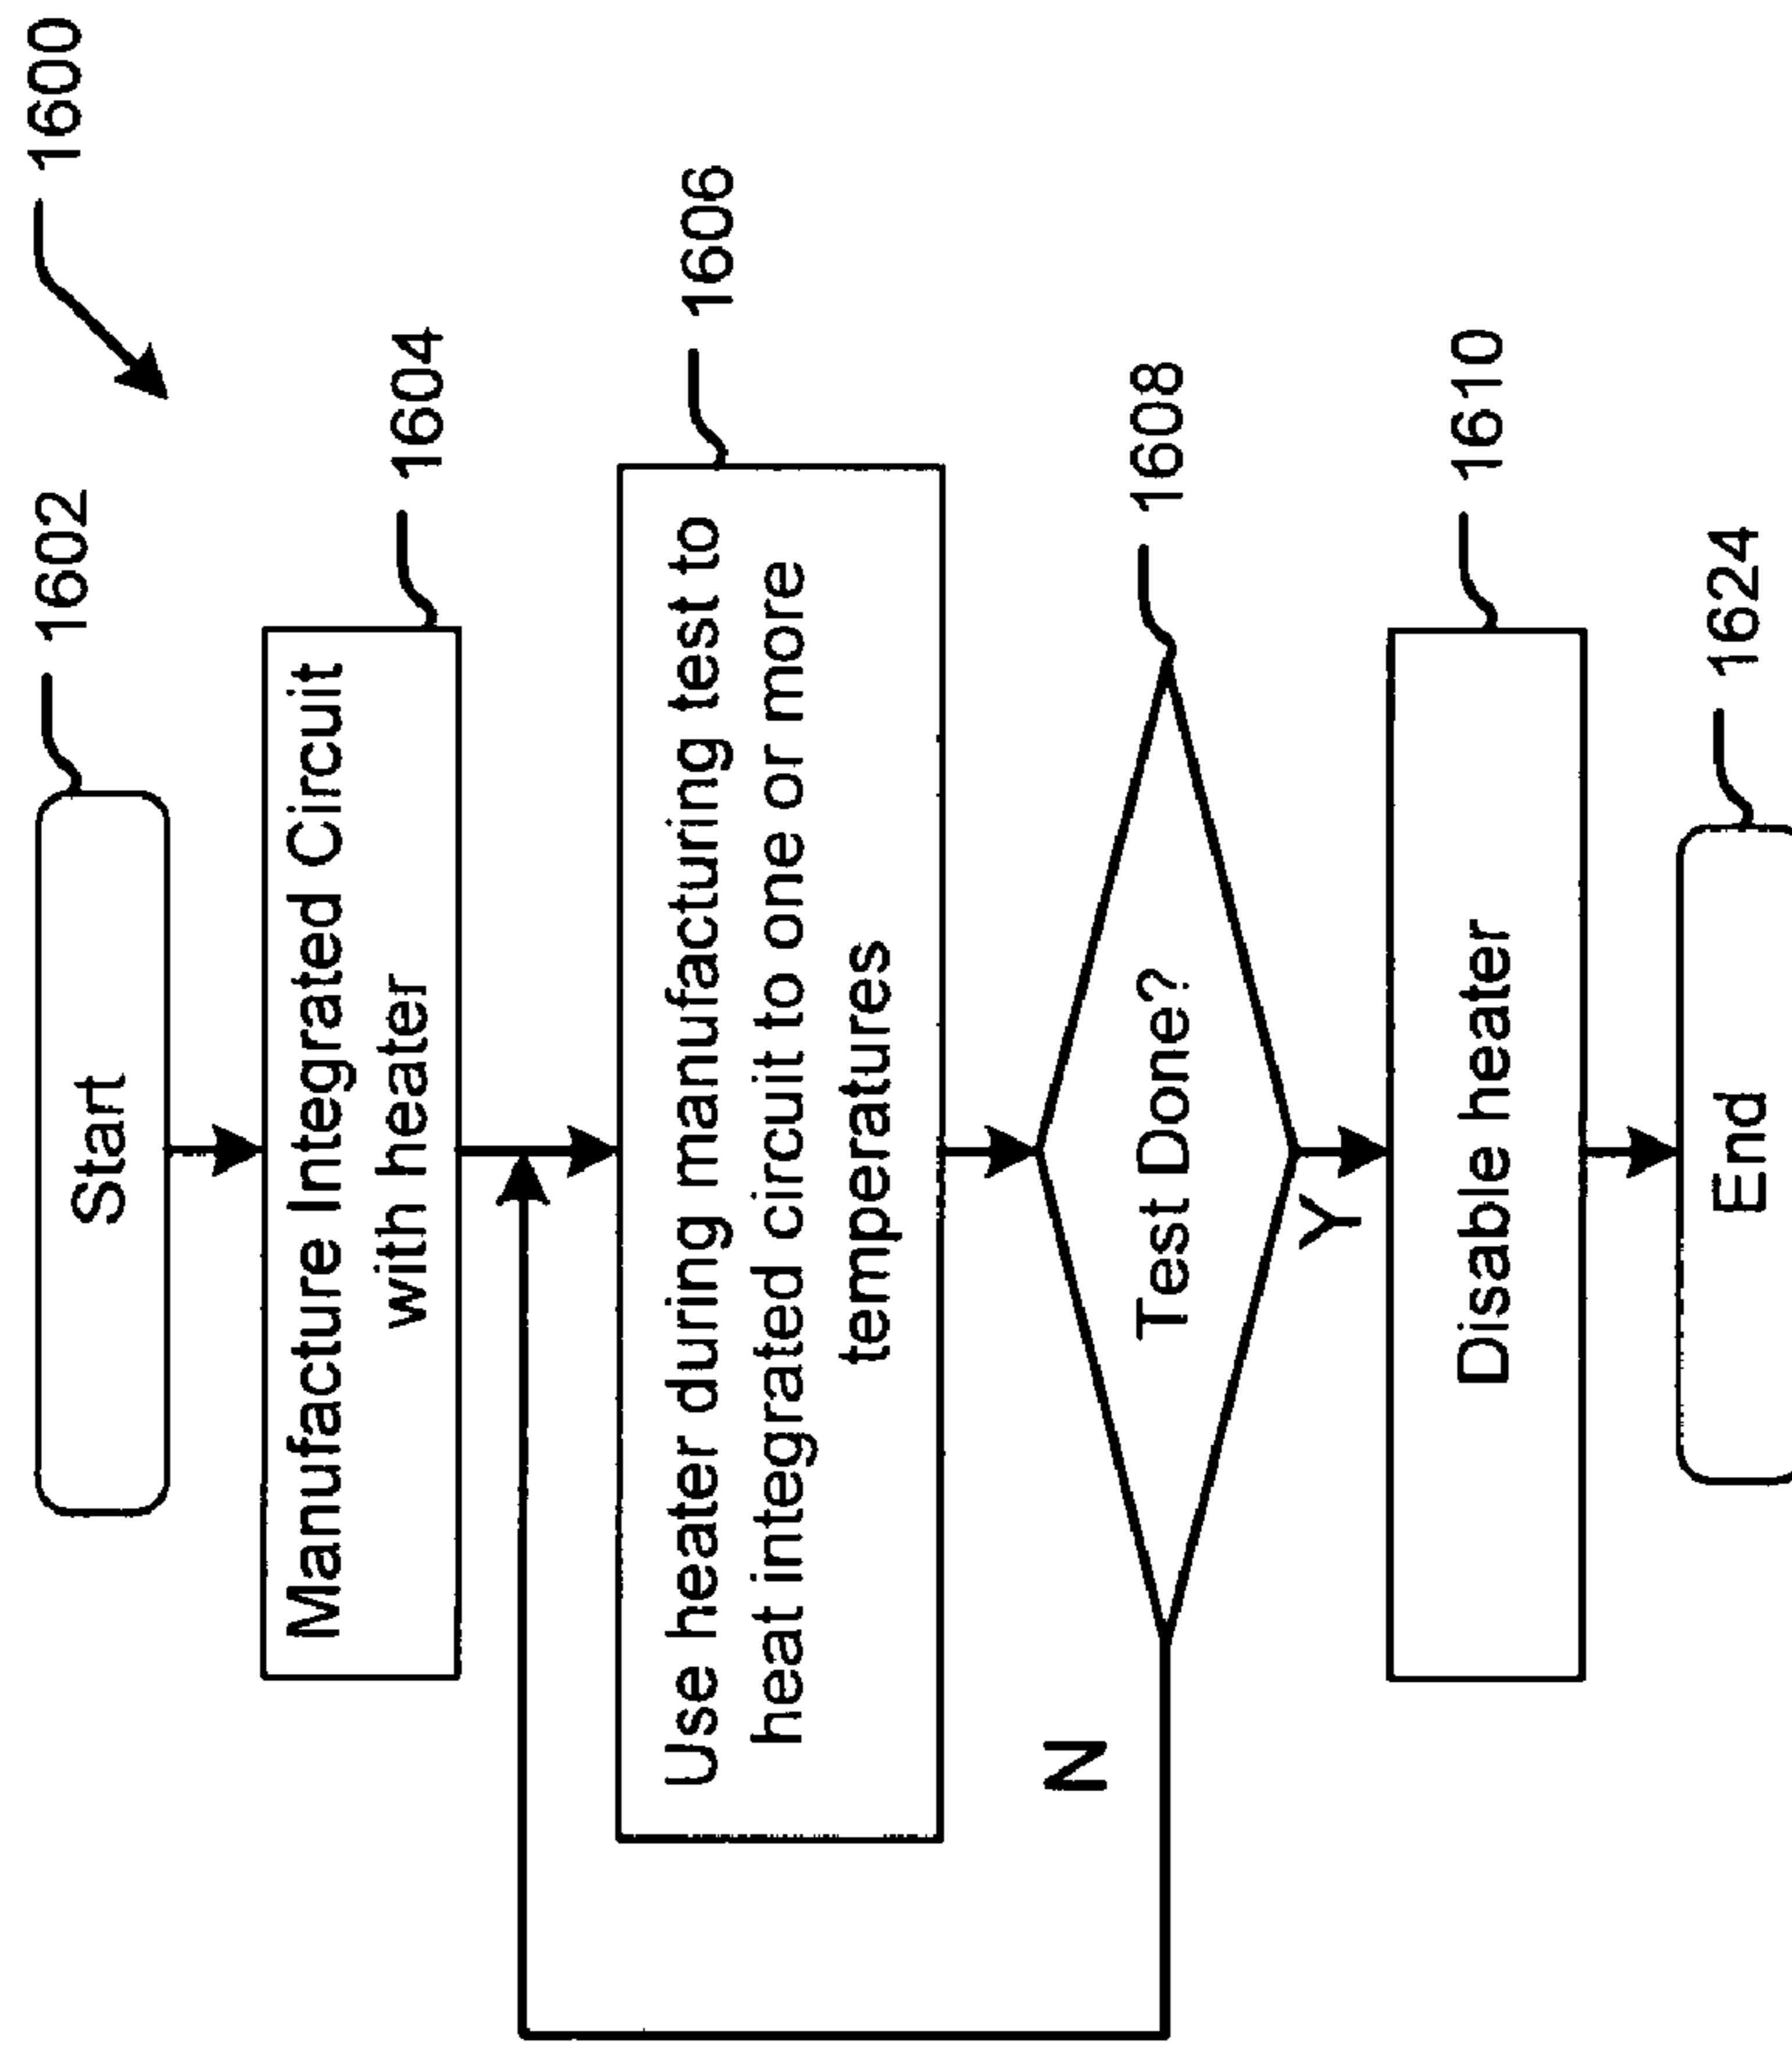 1600
1602
Start
1604
Manufacture Integrated Circuit
with heater
1606
Use heater during manufacturing test to
heat integrated circuit to one or more
temperatures
1608
Test Done?
N
Y
1610
Disable heater
1624
End